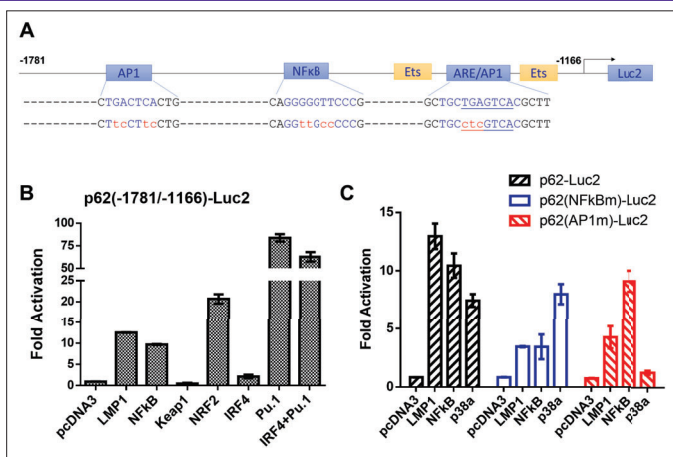 A
-1781
-1166
AP1
NFκB
Ets
ARE/AP1
Ets
Luc2
CTGACTCACTG
CAGGGGGTTCCCG
GCTGCTGAGTCACGCTT
CTtcCTtcCTG
CAGGttGccCCCG
GCTGCctcGTCACGCTT
B
p62(-1781/-1166)-Luc2
Fold Activation
100
75
50
25
20
15
10
5
0
pcDNA3
LMP1
NFkB
Keap1
NRF2
IRF4
Pu.1
IRF4+Pu.1
C
p62-Luc2
p62(NFkBm)-Luc2
p62(AP1m)-Luc2
Fold Activation
15
10
5
0
pcDNA3
LMP1
NFkB
p38a
pcDNA3
LMP1
NFkB
p38a
pcDNA3
LMP1
NFkB
p38a